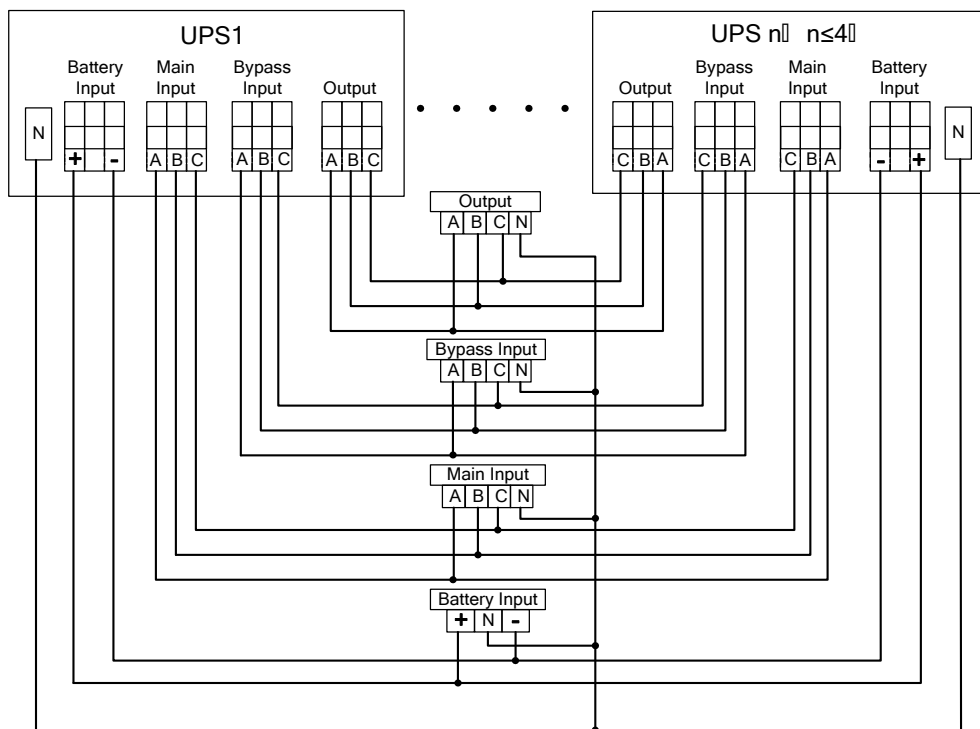 UPS1
Battery Input
Main Input
Bypass Input
Output
N
+ -
A B C
A B C
A B C
UPS n▯ n≤4▯
Output
Bypass Input
Main Input
Battery Input
C B A
C B A
C B A
- +
N
Output
A B C N
Bypass Input
A B C N
Main Input
A B C N
Battery Input
+ N -